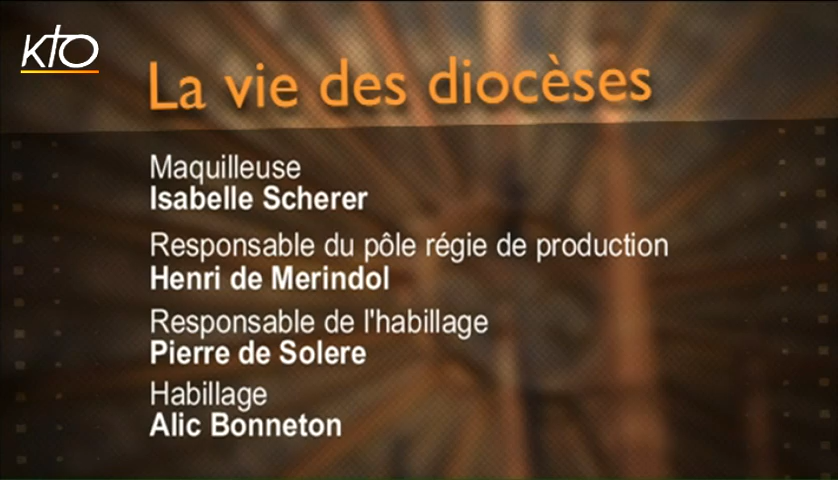 KTO
La vie des diocèses
Maquilleuse
Isabelle Scherer
Responsable du pôle régie de production
Henri de Merindol
Responsable de l'habillage
Pierre de Solere
Habillage
Alic Bonneton